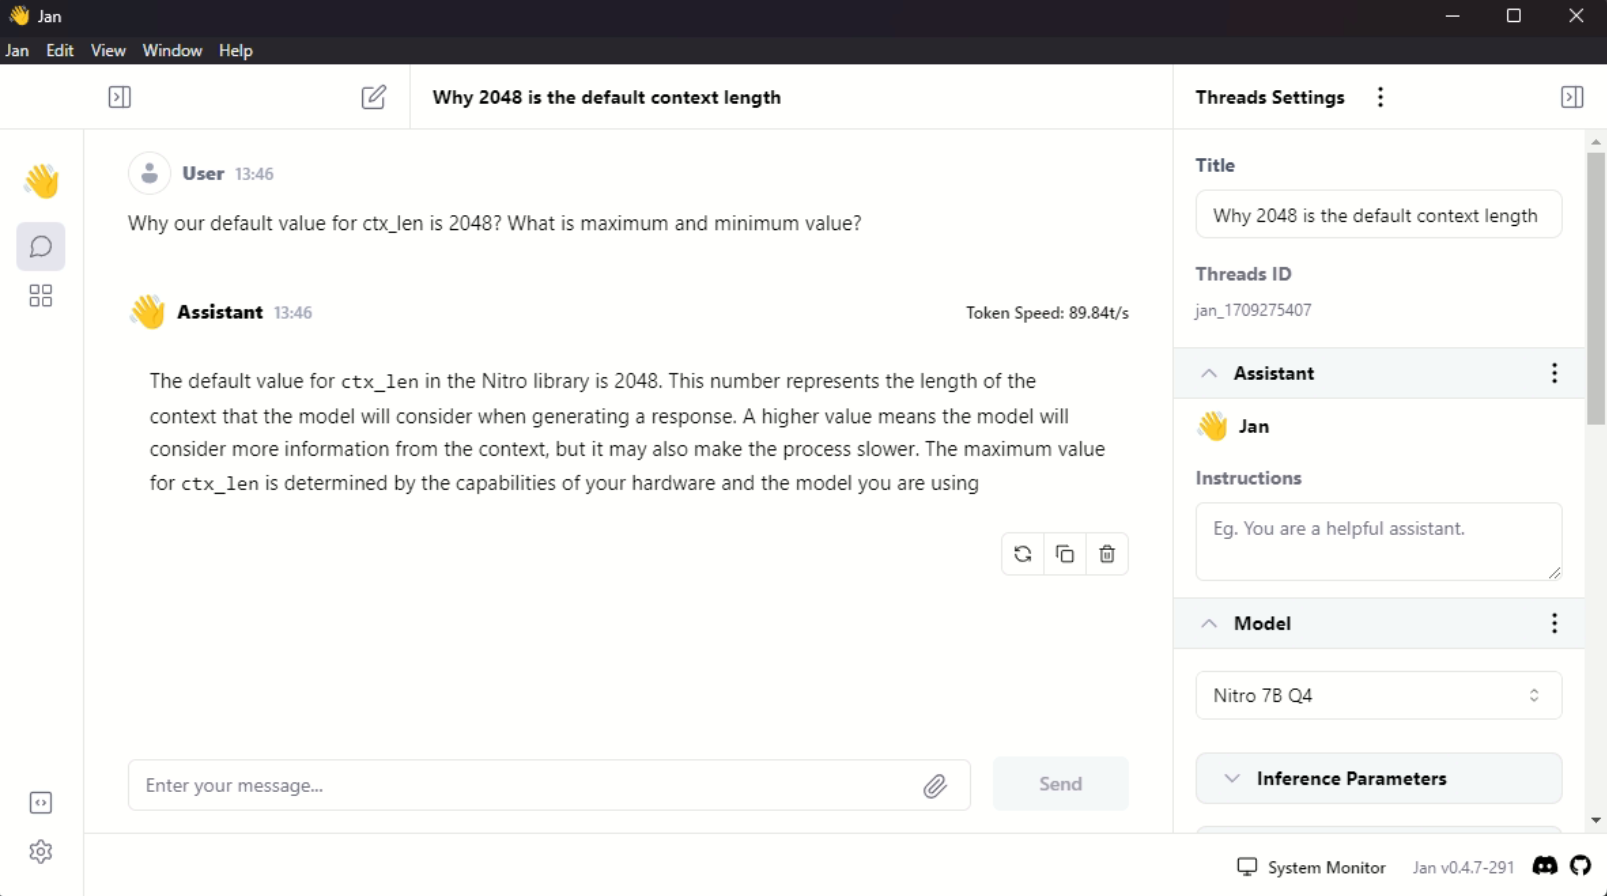 Jan
Jan Edit View Window Help
Why 2048 is the default context length
Threads Settings
User 13:46
Why our default value for ctx_len is 2048? What is maximum and minimum value?
Assistant 13:46
Token Speed: 89.84t/s
The default value for ctx_len in the Nitro library is 2048. This number represents the length of the
context that the model will consider when generating a response. A higher value means the model will
consider more information from the context, but it may also make the process slower. The maximum value
for ctx_len is determined by the capabilities of your hardware and the model you are using
Enter your message...
Send
Title
Why 2048 is the default context length
Threads ID
jan_1709275407
Assistant
Jan
Instructions
Eg. You are a helpful assistant.
Model
Nitro 7B Q4
Inference Parameters
System Monitor
Jan v0.4.7-291